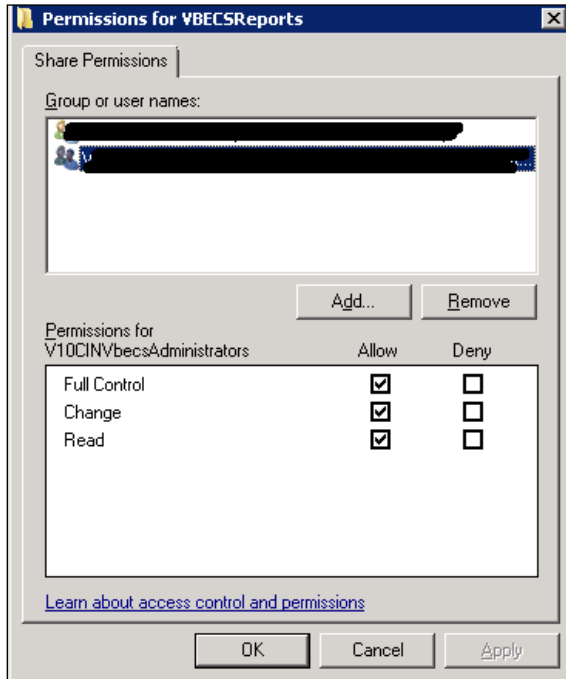 Permissions for VBECSReports
Share Permissions
Group or user names:
Add...
Remove
Permissions for
V10CINVbecsAdministrators
Allow
Deny
Full Control
Change
Read
Learn about access control and permissions
OK
Cancel
Apply